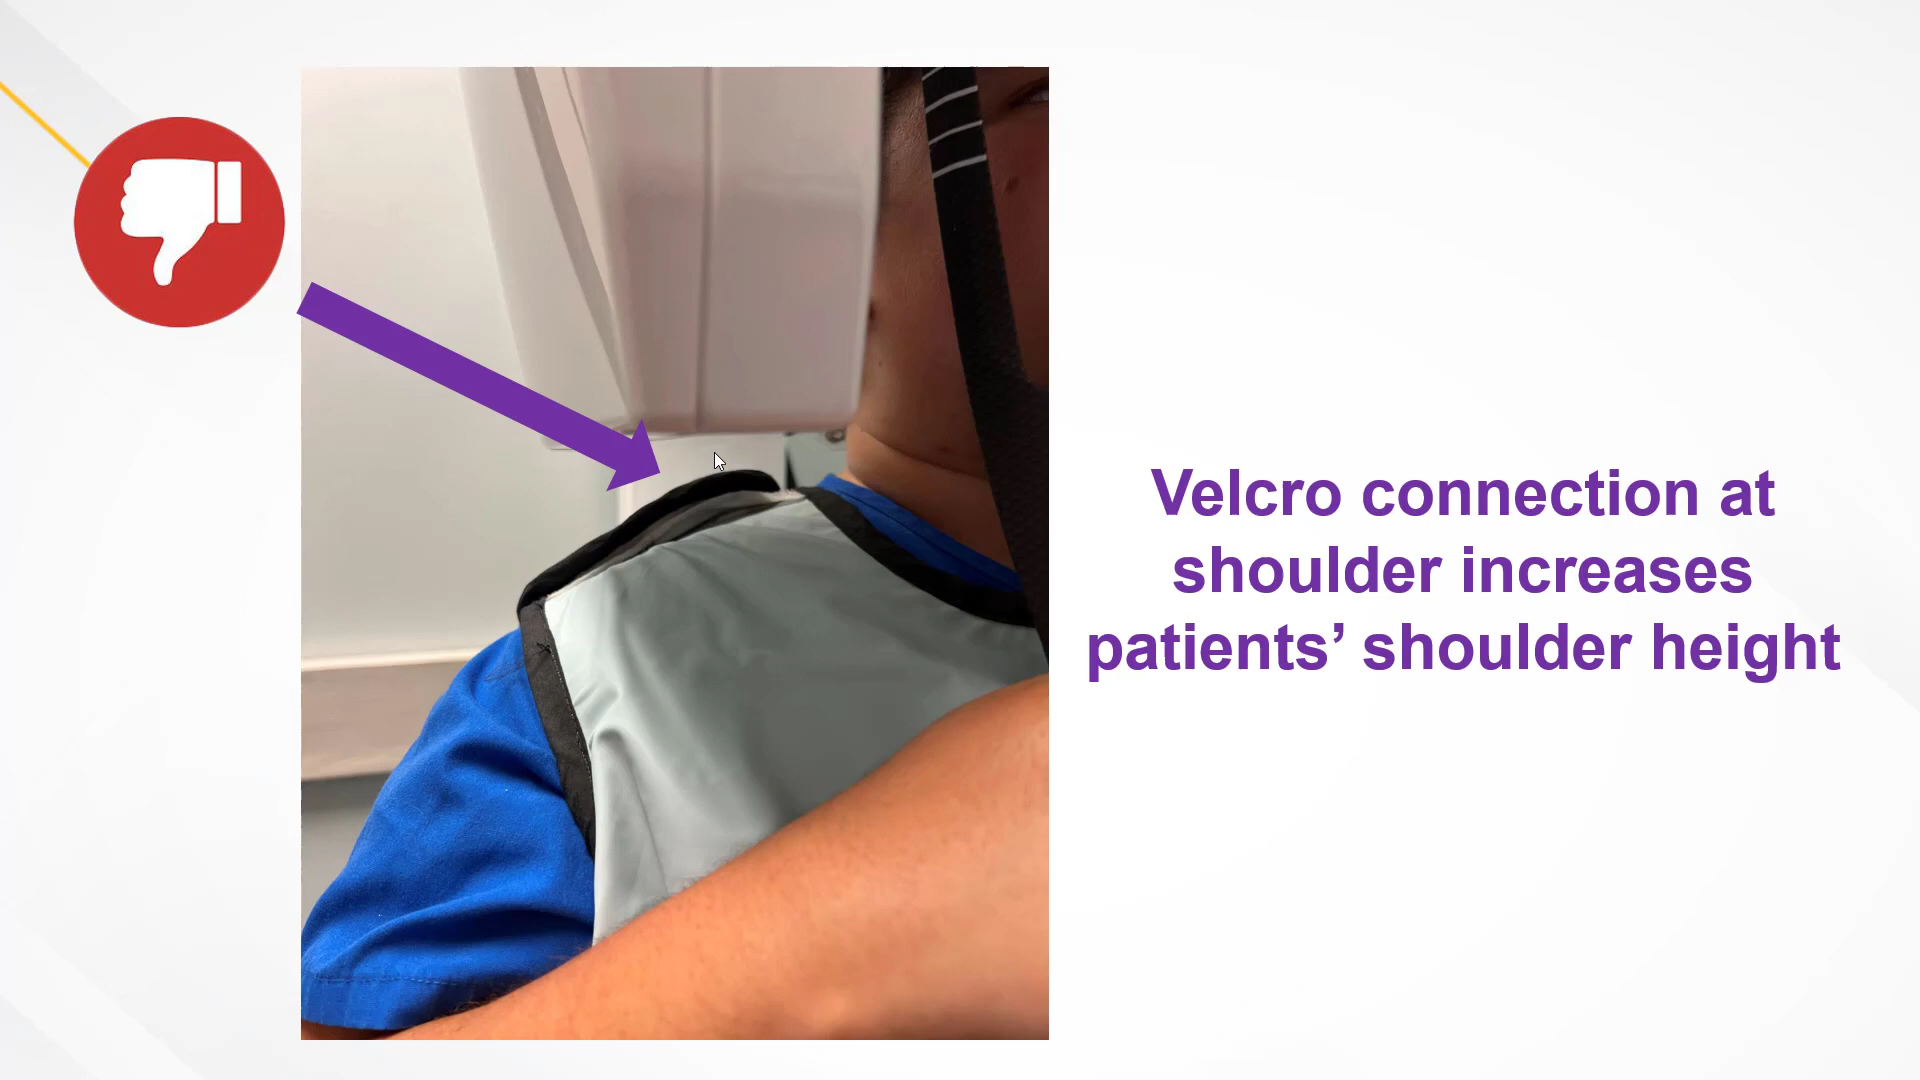 Velcro connection at
shoulder increases
patients’ shoulder height